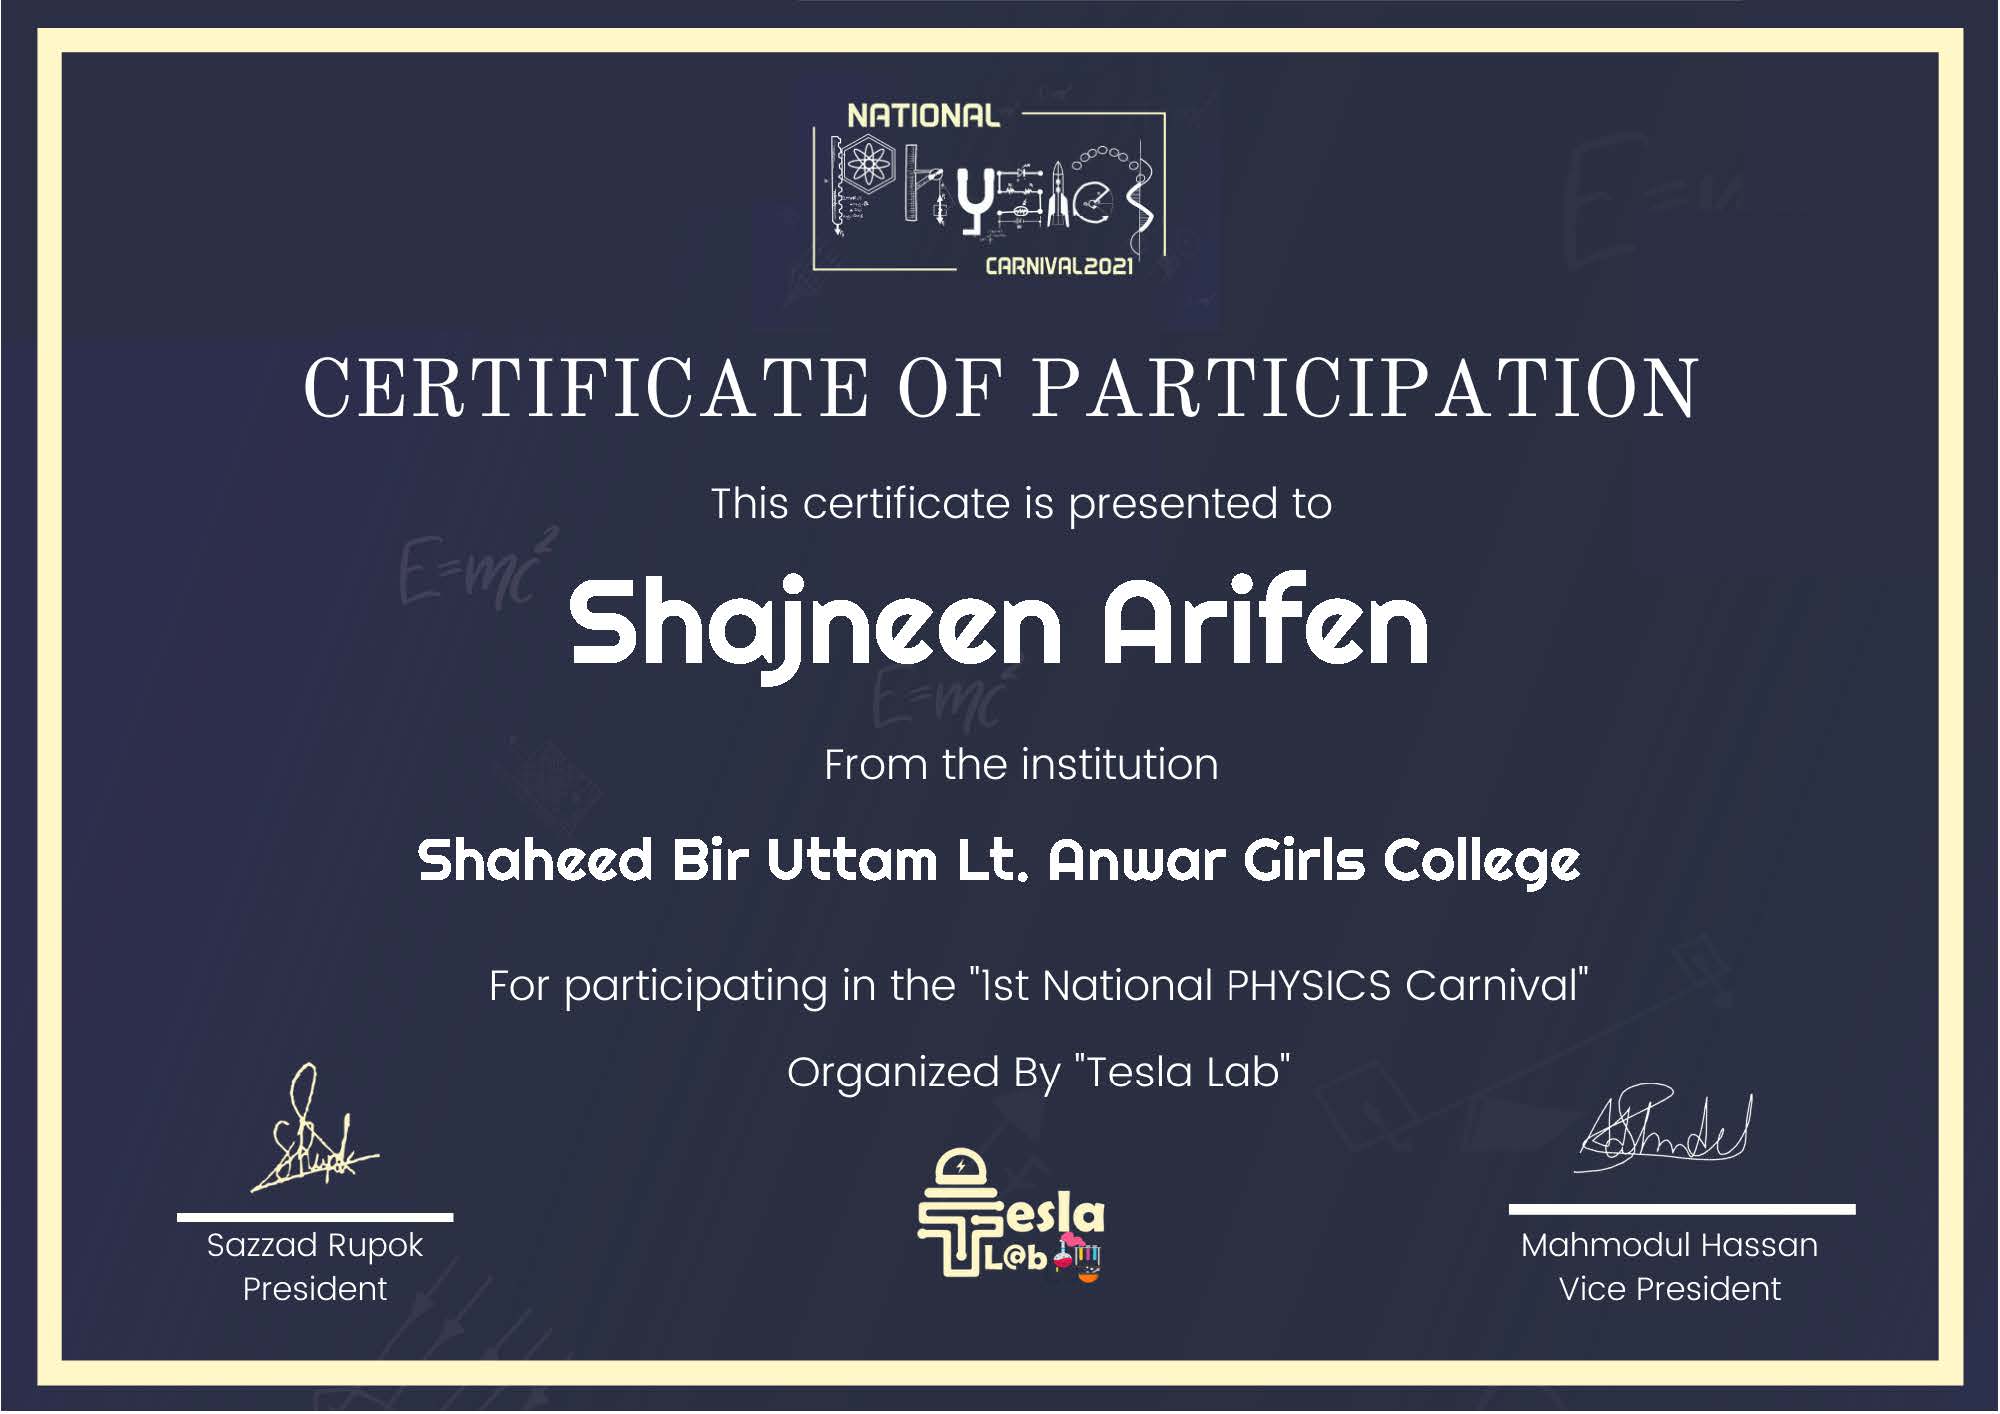 NATIONAL
Physics
CARNIVAL2021
CERTIFICATE OF PARTICIPATION
This certificate is presented to
E=mc²
Shajneen Arifen
E=mc²
From the institution
Shaheed Bir Uttam Lt. Anwar Girls College
For participating in the "1st National PHYSICS Carnival"
Organized By "Tesla Lab"
Tesla
L@b
Sazzad Rupok
President
Mahmodul Hassan
Vice President